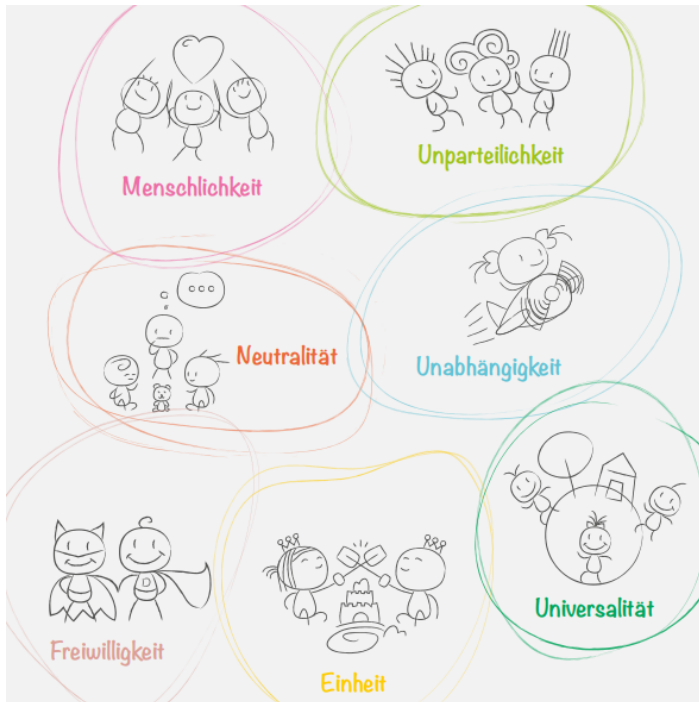 Menschlichkeit
Unparteilichkeit
Neutralität
Unabhängigkeit
Freiwilligkeit
Einheit
Universalität